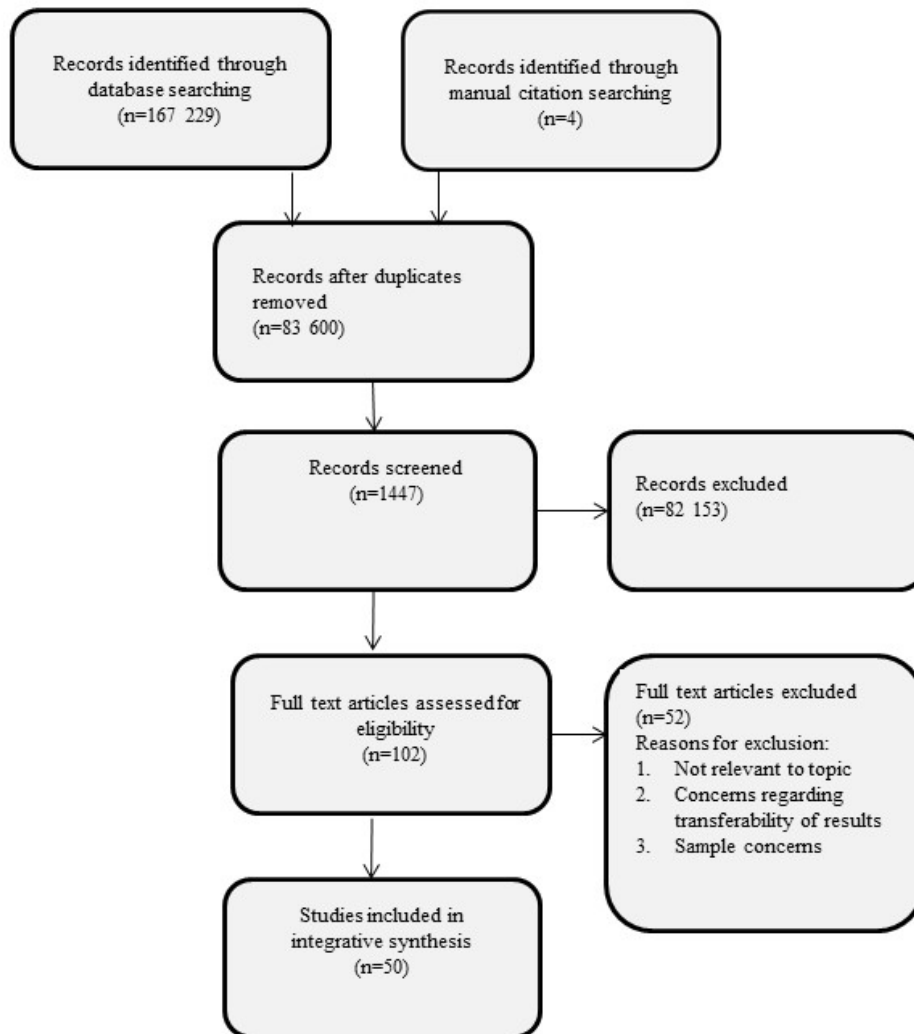 Records identified through
database searching
(n=167 229)
Records identified through
manual citation searching
(n=4)
Records after duplicates
removed
(n=83 600)
Records screened
(n=1447)
Records excluded
(n=82 153)
Full text articles assessed for
eligibility
(n=102)
Full text articles excluded
(n=52)
Reasons for exclusion:
1. Not relevant to topic
2. Concerns regarding
transferability of results
3. Sample concerns
Studies included in
integrative synthesis
(n=50)